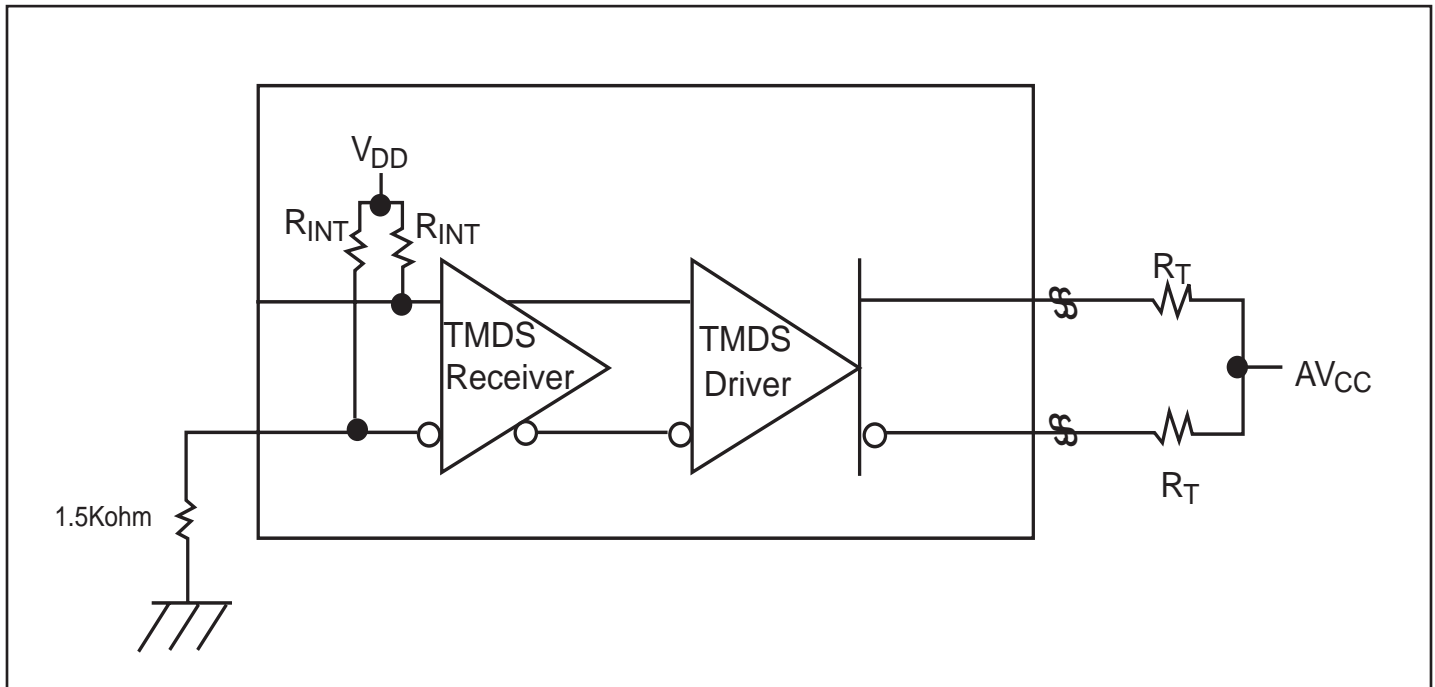 VDD
RINT
RINT
TMDS
Receiver
TMDS
Driver
RT
AVCC
RT
1.5Kohm